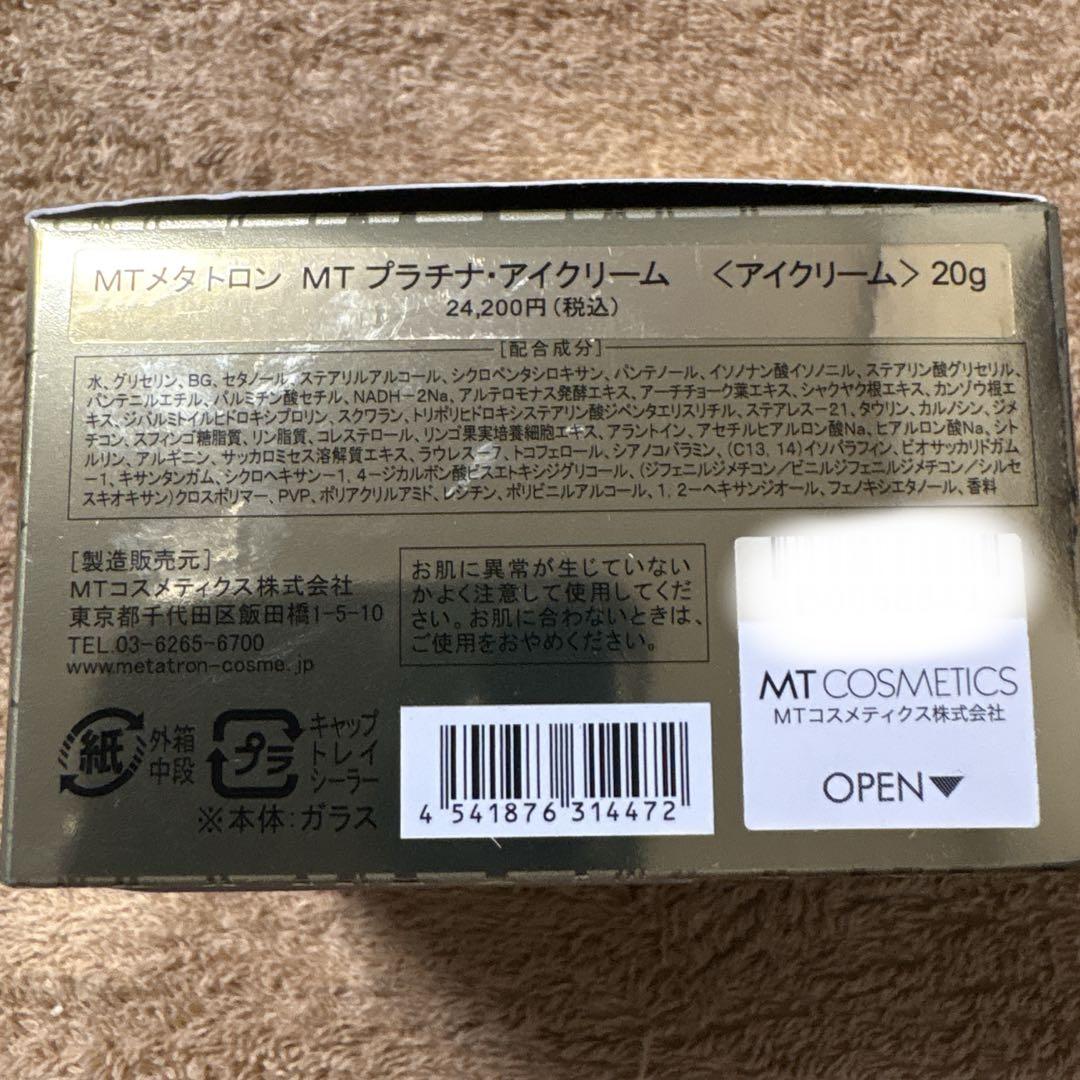 MTメタトロン MT プラチナ・アイクリーム 〈アイクリーム〉 20g
24,200円(税込)
[配合成分]
水、グリセリン、BG、セタノール、ステアリルアルコール、シクロペンタシロキサン、パンテノール、イソノナン酸イソノニル、ステアリン酸グリセリル、
パンテニルエチル、パルミチン酸セチル、NADH-2Na、アルテロモナス発酵エキス、アーチチョーク葉エキス、シャクヤク根エキス、カンゾウ根エ
キス、ジパルミトイルヒドロキシプロリン、スクワラン、トリポリヒドロキシステアリン酸ジペンタエリスリチル、ステアレス-21、タウリン、カルノシン、ジメ
チコン、スフィンゴ糖脂質、リン脂質、コレステロール、リンゴ果実培養細胞エキス、アラントイン、アセチルヒアルロン酸Na、ヒアルロン酸Na、シト
ルリン、アルギニン、サッカロミセス溶解質エキス、ラウレス-7、トコフェロール、シアノコバラミン、(C13, 14)イソパラフィン、ビオサッカリドガム
-1、キサンタンガム、シクロヘキサン-1, 4-ジカルボン酸ビスエトキシジグリコール、(ジフェニルジメチコン/ビニルジフェニルジメチコン/シルセ
スキオキサン)クロスポリマー、PVP、ポリアクリルアミド、レシチン、ポリビニルアルコール、1, 2-ヘキサンジオール、フェノキシエタノール、香料
[製造販売元]
MTコスメティクス株式会社
東京都千代田区飯田橋1-5-10
TEL.03-6265-6700
www.metatron-cosme.jp
お肌に異常が生じていない
かよく注意して使用してくだ
さい。お肌に合わないときは、
ご使用をおやめください。
MT COSMETICS
MTコスメティクス株式会社
OPEN▼
紙
外箱
中段
プラ
キャップ
トレイ
シーラー
※本体:ガラス
4 541876 314472